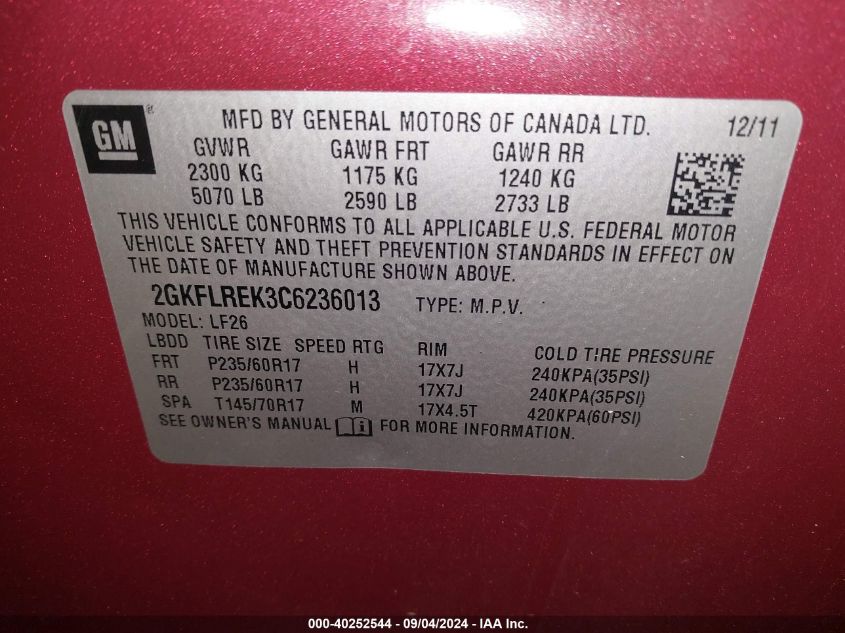 GM ®
MFD BY GENERAL MOTORS OF CANADA LTD. 12/11
GVWR GAWR FRT GAWR RR
2300 KG 1175 KG 1240 KG
5070 LB 2590 LB 2733 LB
THIS VEHICLE CONFORMS TO ALL APPLICABLE U.S. FEDERAL MOTOR
VEHICLE SAFETY AND THEFT PREVENTION STANDARDS IN EFFECT ON
THE DATE OF MANUFACTURE SHOWN ABOVE.
2GKFLREK3C6236013 TYPE: M.P.V.
MODEL: LF26
LBDD TIRE SIZE SPEED RTG RIM COLD TIRE PRESSURE
FRT P235/60R17 H 17X7J 240KPA(35PSI)
RR P235/60R17 H 17X7J 240KPA(35PSI)
SPA T145/70R17 M 17X4.5T 420KPA(60PSI)
SEE OWNER'S MANUAL FOR MORE INFORMATION.
000-40252544 - 09/04/2024 - IAA Inc.